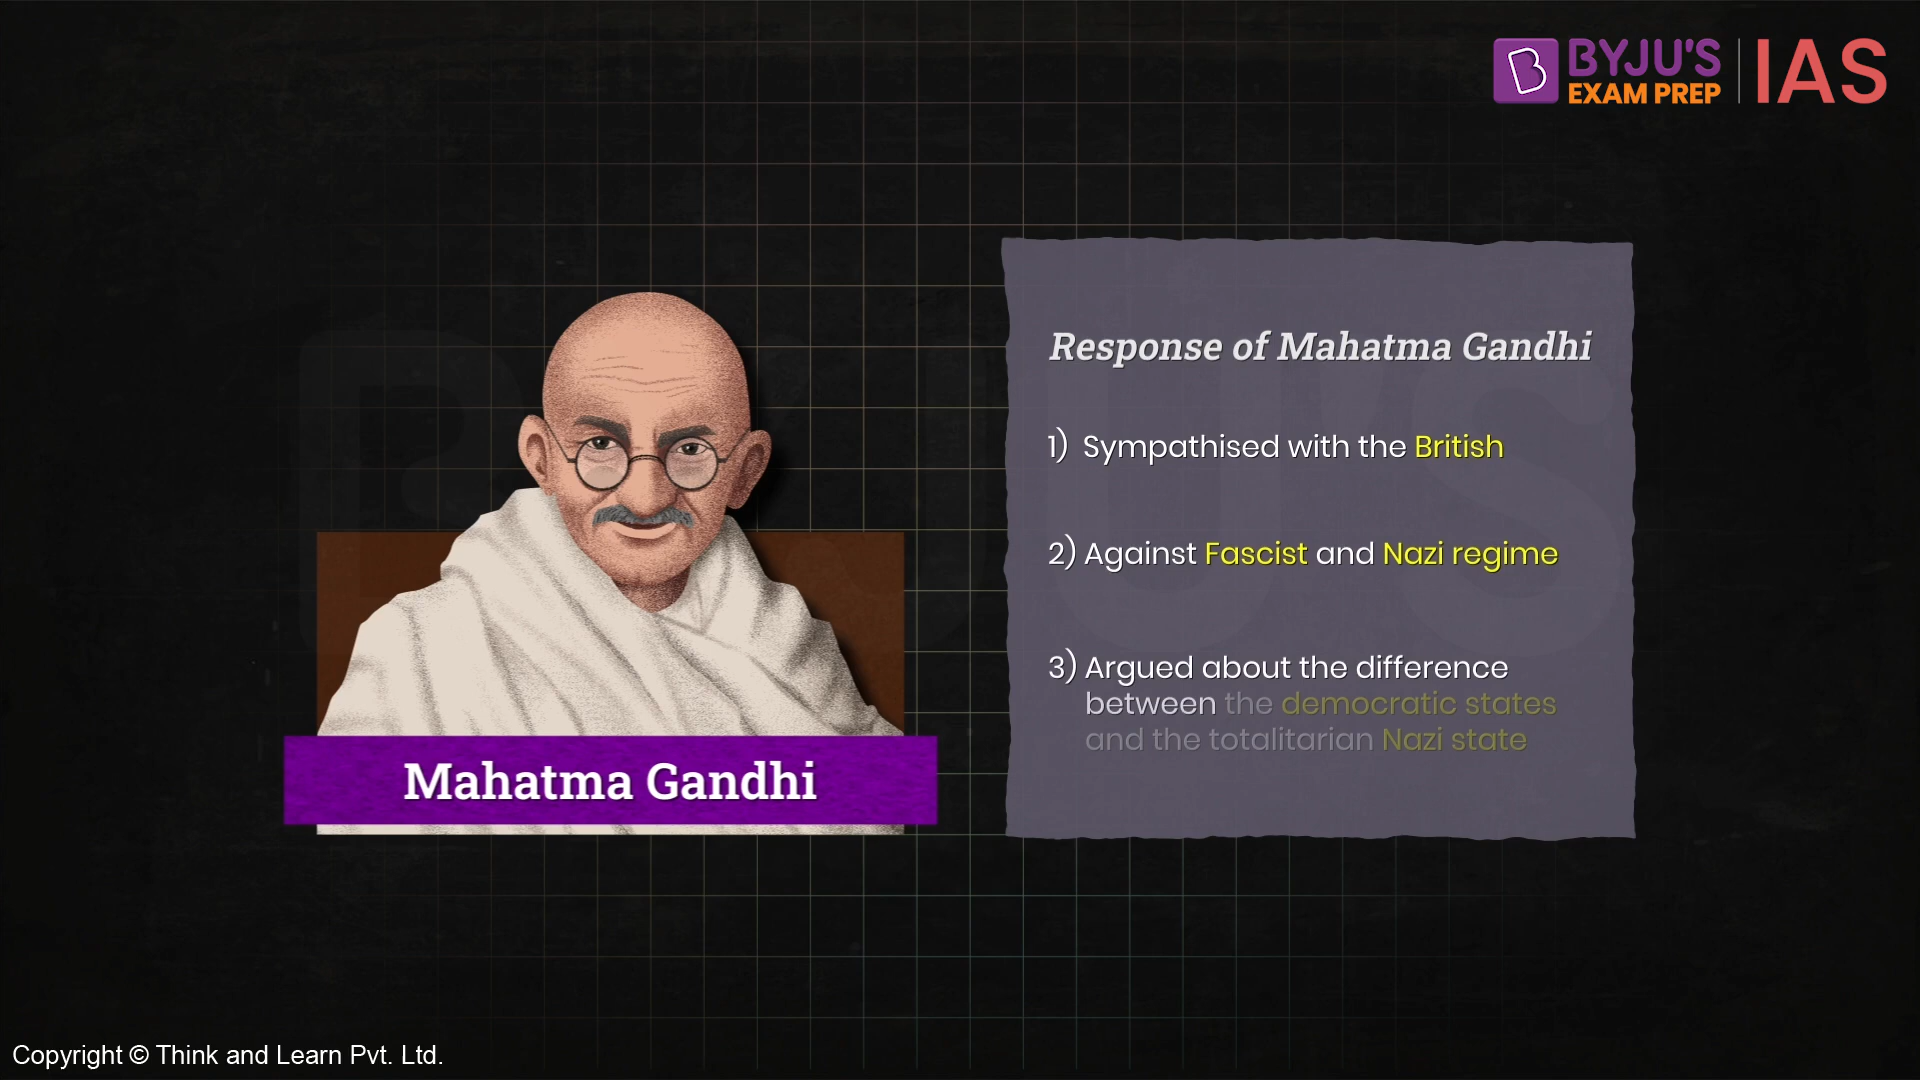 BYJU'S
EXAM PREP
IAS
Response of Mahatma Gandhi
1) Sympathised with the British
2) Against Fascist and Nazi regime
3) Argued about the difference
between the democratic states
and the totalitarian Nazi state
Mahatma Gandhi
Copyright © Think and Learn Pvt. Ltd.